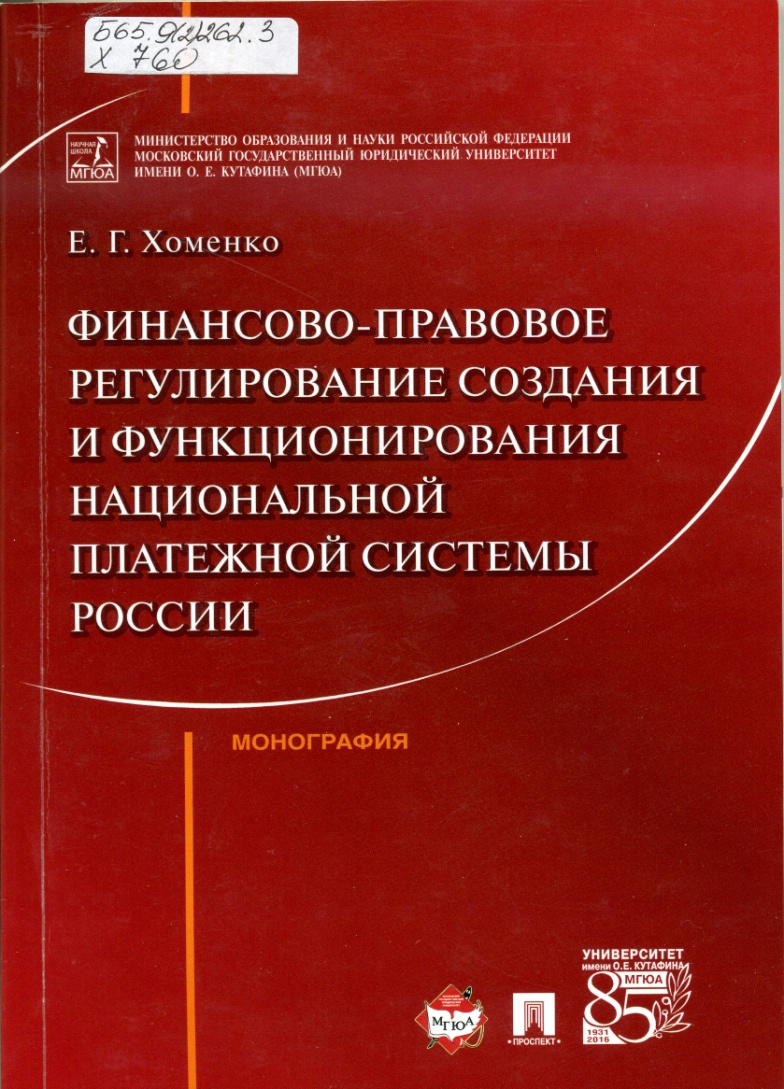 Б65.9(2)262.3
Х 760
НАУЧНАЯ
ШКОЛА
МГЮА
МИНИСТЕРСТВО ОБРАЗОВАНИЯ И НАУКИ РОССИЙСКОЙ ФЕДЕРАЦИИ
МОСКОВСКИЙ ГОСУДАРСТВЕННЫЙ ЮРИДИЧЕСКИЙ УНИВЕРСИТЕТ
ИМЕНИ О. Е. КУТАФИНА (МГЮА)
Е. Г. Хоменко
ФИНАНСОВО-ПРАВОВОЕ
РЕГУЛИРОВАНИЕ СОЗДАНИЯ
И ФУНКЦИОНИРОВАНИЯ
НАЦИОНАЛЬНОЙ
ПЛАТЕЖНОЙ СИСТЕМЫ
РОССИИ
МОНОГРАФИЯ
МГЮА
•ПРОСПЕКТ•
УНИВЕРСИТЕТ
имени О.Е. КУТАФИНА
МГЮА
85
1931
2016